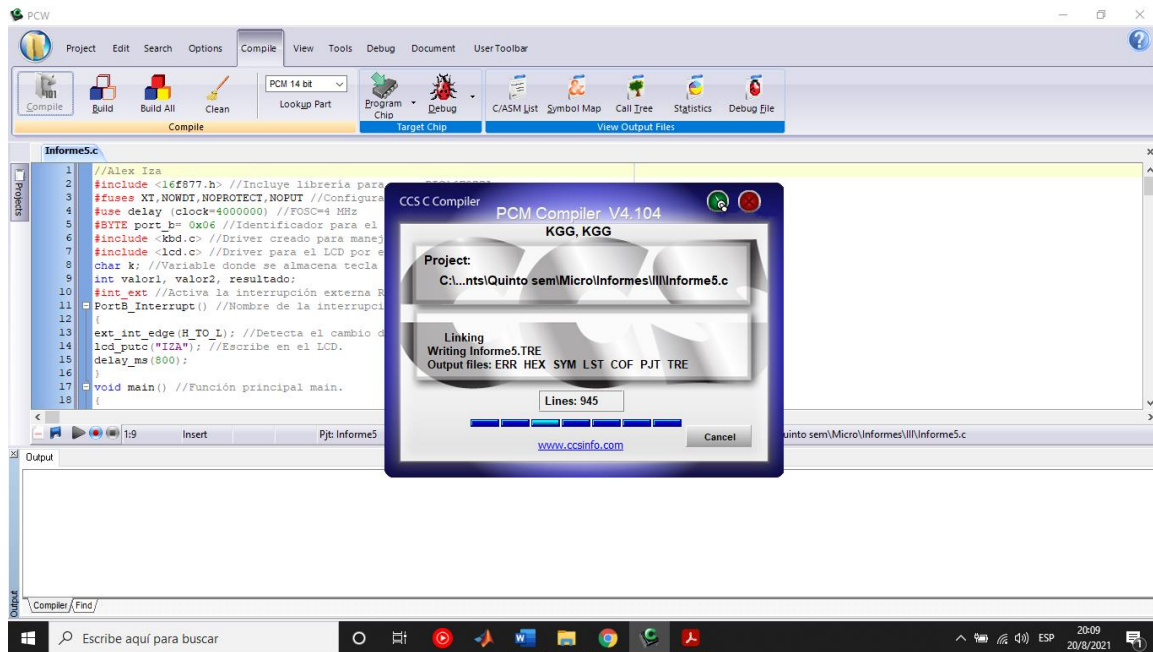 PCW
Project Edit Search Options Compile View Tools Debug Document User Toolbar
Compile Build Build All Clean
PCM 14 bit
Lookup Part
Program Chip Debug
C/ASM List Symbol Map Call Tree Statistics Debug File
Compile Target Chip View Output Files
Informe5.c
Projects
1 //Alex Iza
2 #include <16f877.h> //Incluye librería para
3 #fuses XT,NOWDT,NOPROTECT,NOPUT //Configura
4 #use delay (clock=4000000) //FOSC=4 MHz
5 #BYTE port_b= 0x06 //Identificador para el
6 #include <kbd.c> //Driver creado para manej
7 #include <lcd.c> //Driver para el LCD por e
8 char k; //Variable donde se almacena tecla
9 int valor1, valor2, resultado;
10 #int_ext //Activa la interrupción externa R
11 PortB_Interrupt() //Nombre de la interrupci
12 {
13 ext_int_edge(H_TO_L); //Detecta el cambio d
14 lcd_putc("IZA"); //Escribe en el LCD.
15 delay_ms(800);
16 }
17 void main() //Función principal main.
18 {
CCS C Compiler
PCM Compiler V4.104
KGG, KGG
Project:
C:\...nts\Quinto sem\Micro\Informes\III\Informe5.c
Linking
Writing Informe5.TRE
Output files: ERR HEX SYM LST COF PJT TRE
Lines: 945
Cancel
www.ccsinfo.com
1:9 Insert Pjt: Informe5 uinto sem\Micro\Informes\III\Informe5.c
Output
Output
Compiler Find
Escribe aquí para buscar
ESP
20:09
20/8/2021
1